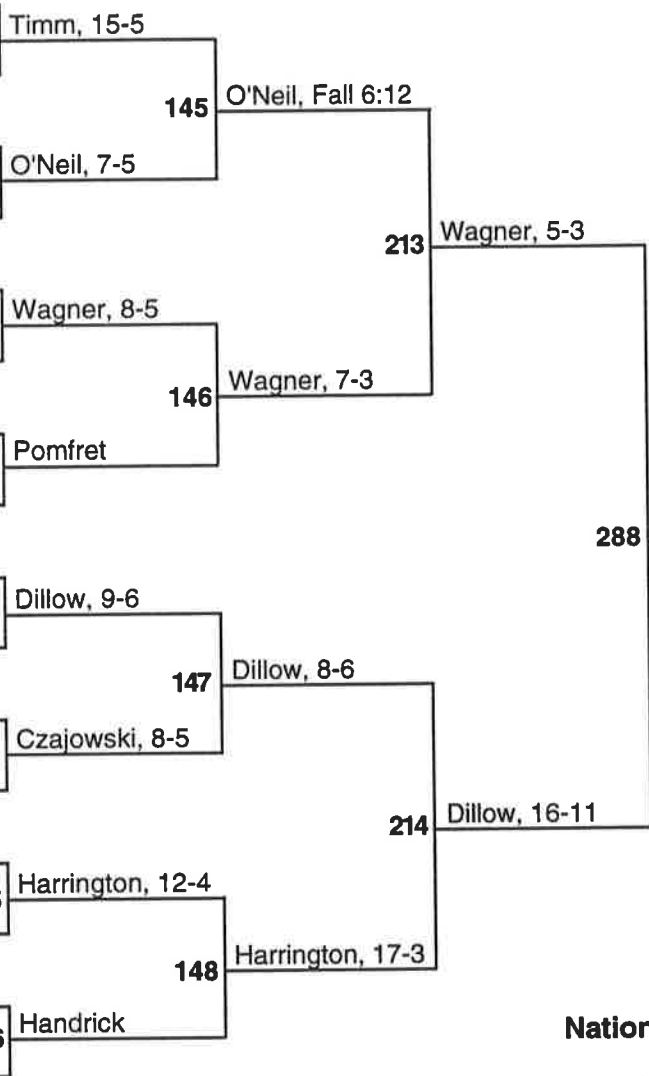 Timm, 15-5
145
O'Neil, Fall 6:12
O'Neil, 7-5
213
Wagner, 5-3
Wagner, 8-5
146
Wagner, 7-3
Pomfret
288
Dillow, 9-6
147
Dillow, 8-6
Czajowski, 8-5
214
Dillow, 16-11
Harrington, 12-4
148
Harrington, 17-3
Handrick